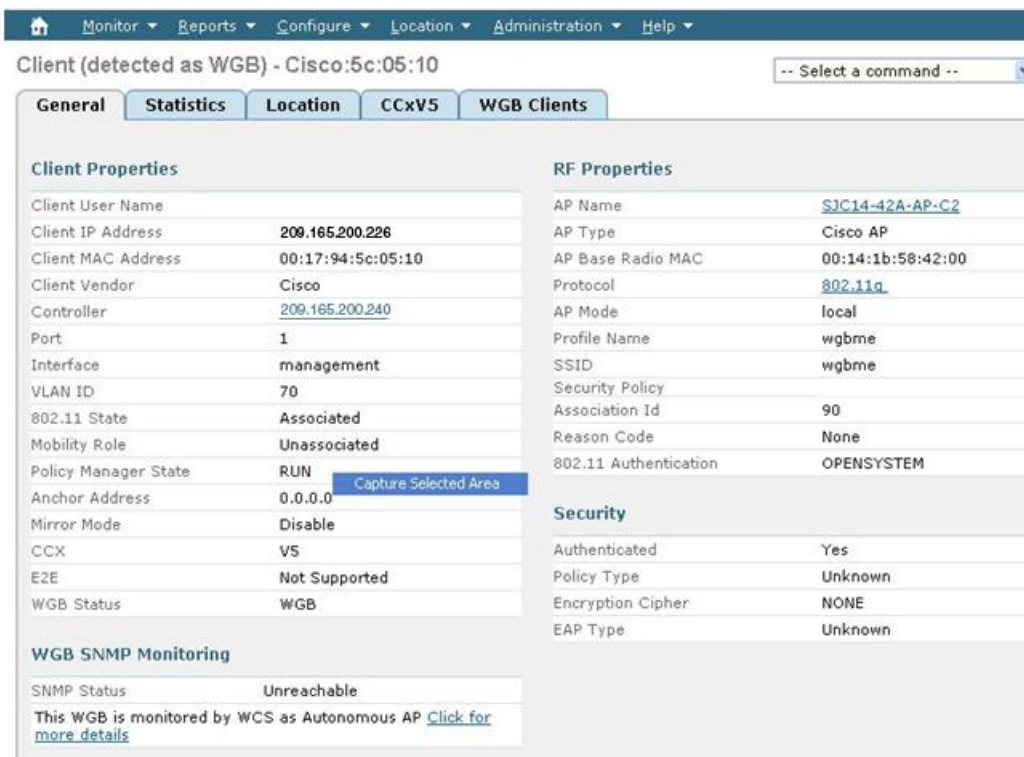 Monitor Reports Configure Location Administration Help
Client (detected as WGB) - Cisco:5c:05:10
-- Select a command --
General Statistics Location CCxV5 WGB Clients
Client Properties
Client User Name
Client IP Address 209.165.200.226
Client MAC Address 00:17:94:5c:05:10
Client Vendor Cisco
Controller 209.165.200.240
Port 1
Interface management
VLAN ID 70
802.11 State Associated
Mobility Role Unassociated
Policy Manager State RUN
Capture Selected Area
Anchor Address 0.0.0.0
Mirror Mode Disable
CCX V5
E2E Not Supported
WGB Status WGB
WGB SNMP Monitoring
SNMP Status Unreachable
This WGB is monitored by WCS as Autonomous AP Click for
more details
RF Properties
AP Name SJC14-42A-AP-C2
AP Type Cisco AP
AP Base Radio MAC 00:14:1b:58:42:00
Protocol 802.11g
AP Mode local
Profile Name wgbme
SSID wgbme
Security Policy
Association Id 90
Reason Code None
802.11 Authentication OPENSYSTEM
Security
Authenticated Yes
Policy Type Unknown
Encryption Cipher NONE
EAP Type Unknown